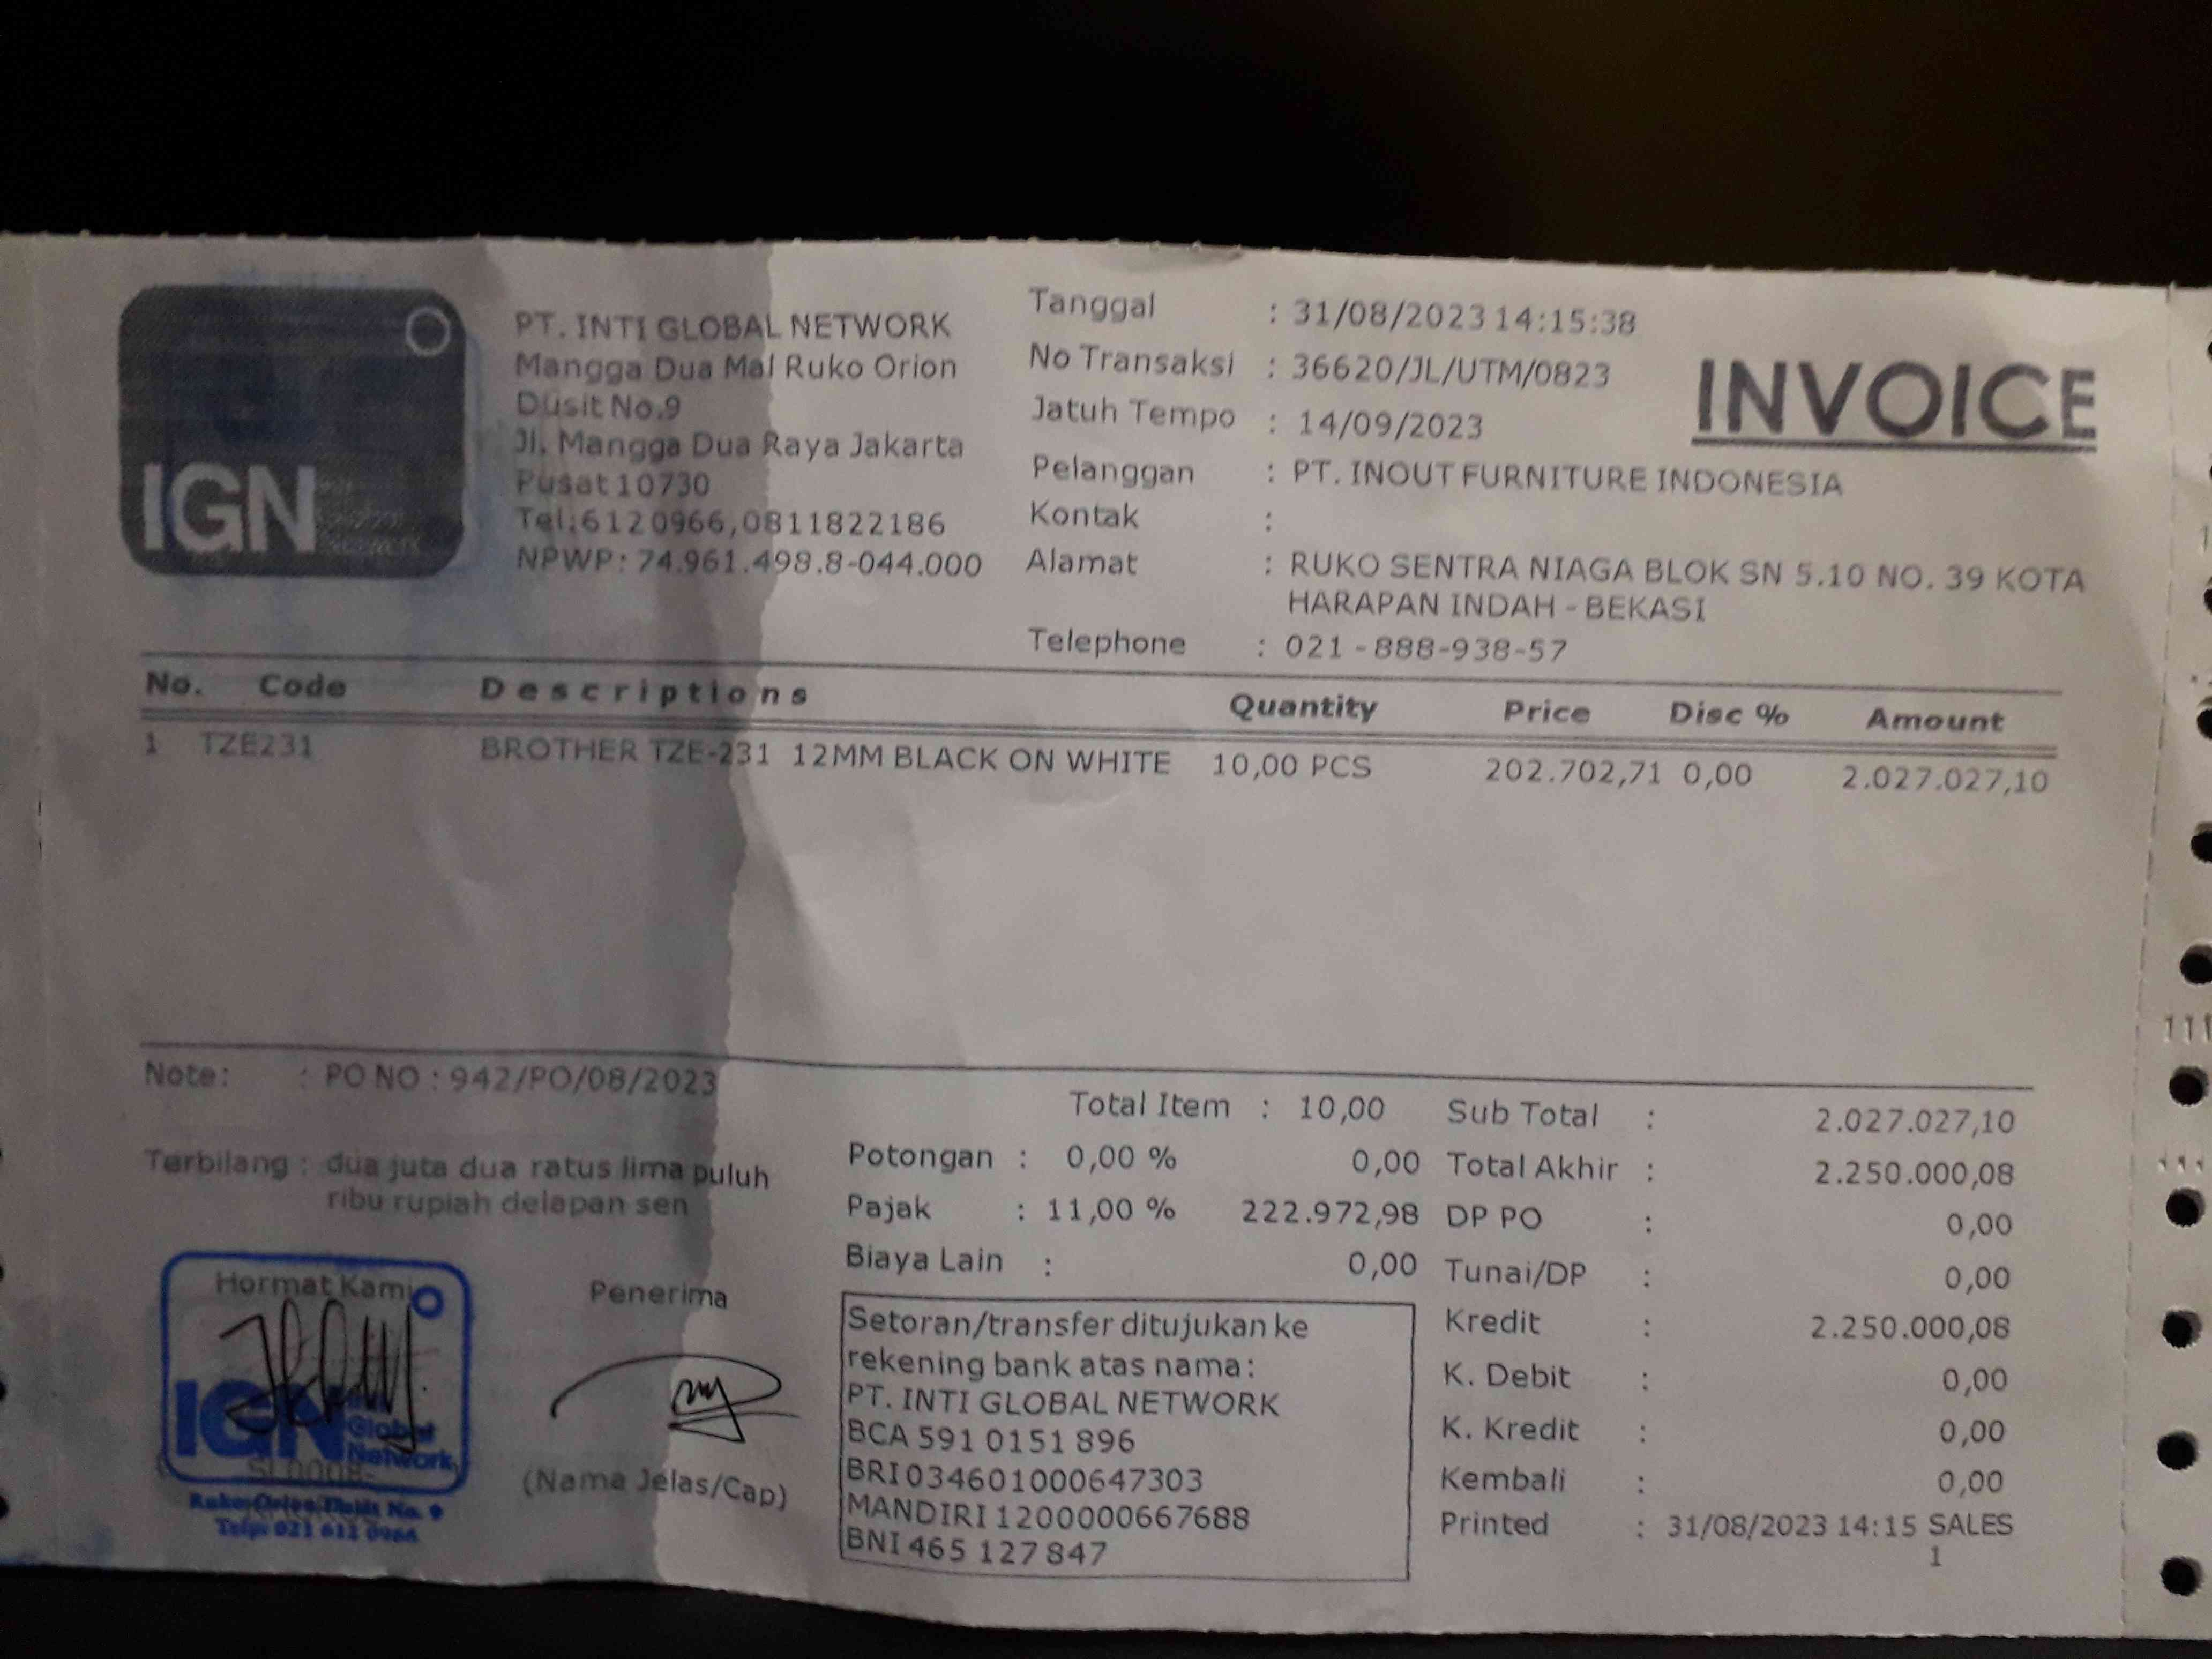 IGN
PT. INTI GLOBAL NETWORK
Mangga Dua Mal Ruko Orion
Dusit No.9
Jl. Mangga Dua Raya Jakarta
Pusat 10730
Tel:6120966,0811822186
NPWP: 74.961.498.8-044.000
Tanggal : 31/08/2023 14:15:38
No Transaksi : 36620/JL/UTM/0823
Jatuh Tempo : 14/09/2023
Pelanggan : PT. INOUT FURNITURE INDONESIA
Kontak :
Alamat : RUKO SENTRA NIAGA BLOK SN 5.10 NO. 39 KOTA
HARAPAN INDAH - BEKASI
Telephone : 021 - 888-938-57
INVOICE
No. Code Descriptions Quantity Price Disc % Amount
1 TZE231 BROTHER TZE-231 12MM BLACK ON WHITE 10,00 PCS 202.702,71 0,00 2.027.027,10
Note: : PO NO : 942/PO/08/2023
Terbilang : dua juta dua ratus lima puluh
ribu rupiah delapan sen
Total Item : 10,00
Potongan : 0,00 % 0,00
Pajak : 11,00 % 222.972,98
Biaya Lain : 0,00
Sub Total : 2.027.027,10
Total Akhir : 2.250.000,08
DP PO : 0,00
Tunai/DP : 0,00
Kredit : 2.250.000,08
K. Debit : 0,00
K. Kredit : 0,00
Kembali : 0,00
Printed : 31/08/2023 14:15 SALES
1
Hormat Kami
IGN
Global
Network
Telp: 021 612 0966
Penerima
(Nama Jelas/Cap)
Setoran/transfer ditujukan ke
rekening bank atas nama:
PT. INTI GLOBAL NETWORK
BCA 591 0151 896
BRI 034601000647303
MANDIRI 1200000667688
BNI 465 127 847